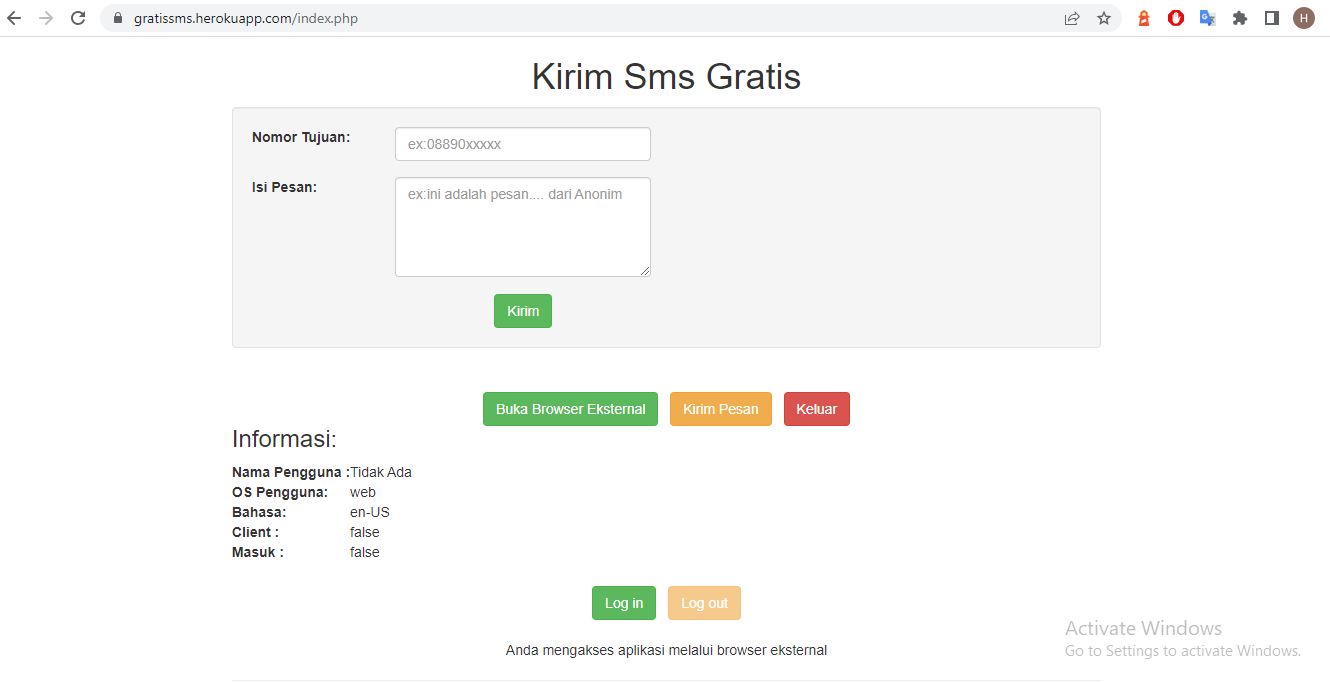 gratissms.herokuapp.com/index.php
H
Kirim Sms Gratis
Nomor Tujuan: ex:08890xxxxx
Isi Pesan: ex:ini adalah pesan.... dari Anonim
Kirim
Buka Browser Eksternal Kirim Pesan Keluar
Informasi:
Nama Pengguna :Tidak Ada
OS Pengguna: web
Bahasa: en-US
Client : false
Masuk : false
Log in Log out
Anda mengakses aplikasi melalui browser eksternal
Activate Windows
Go to Settings to activate Windows.